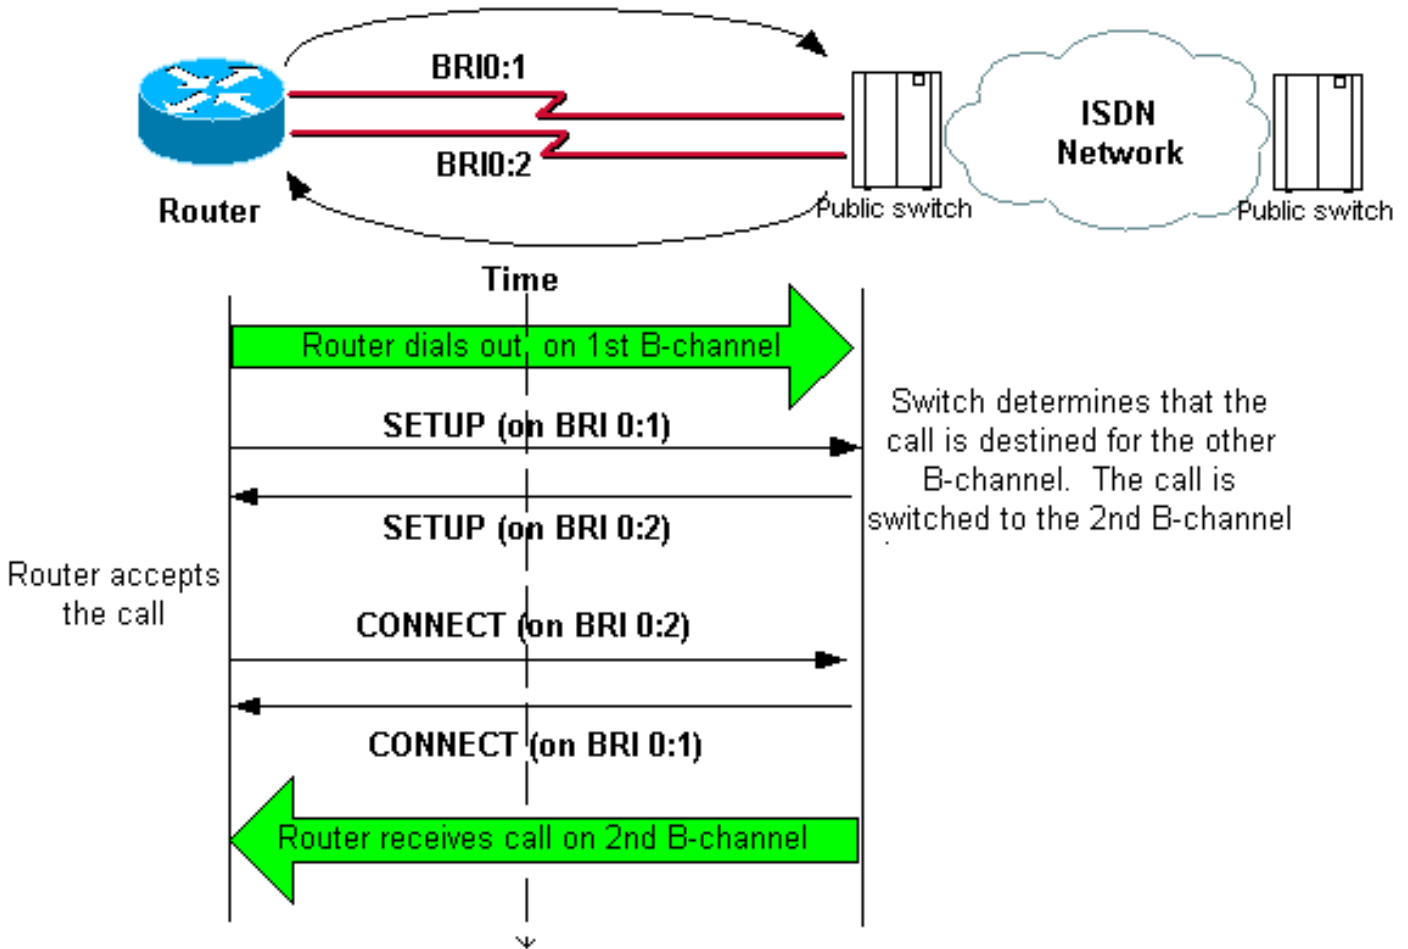 BRI0:1
BRI0:2
Router
Public switch
ISDN
Network
Public switch
Time
Router dials out on 1st B-channel
SETUP (on BRI 0:1)
SETUP (on BRI 0:2)
Switch determines that the
call is destined for the other
B-channel. The call is
switched to the 2nd B-channel
Router accepts
the call
CONNECT (on BRI 0:2)
CONNECT (on BRI 0:1)
Router receives call on 2nd B-channel